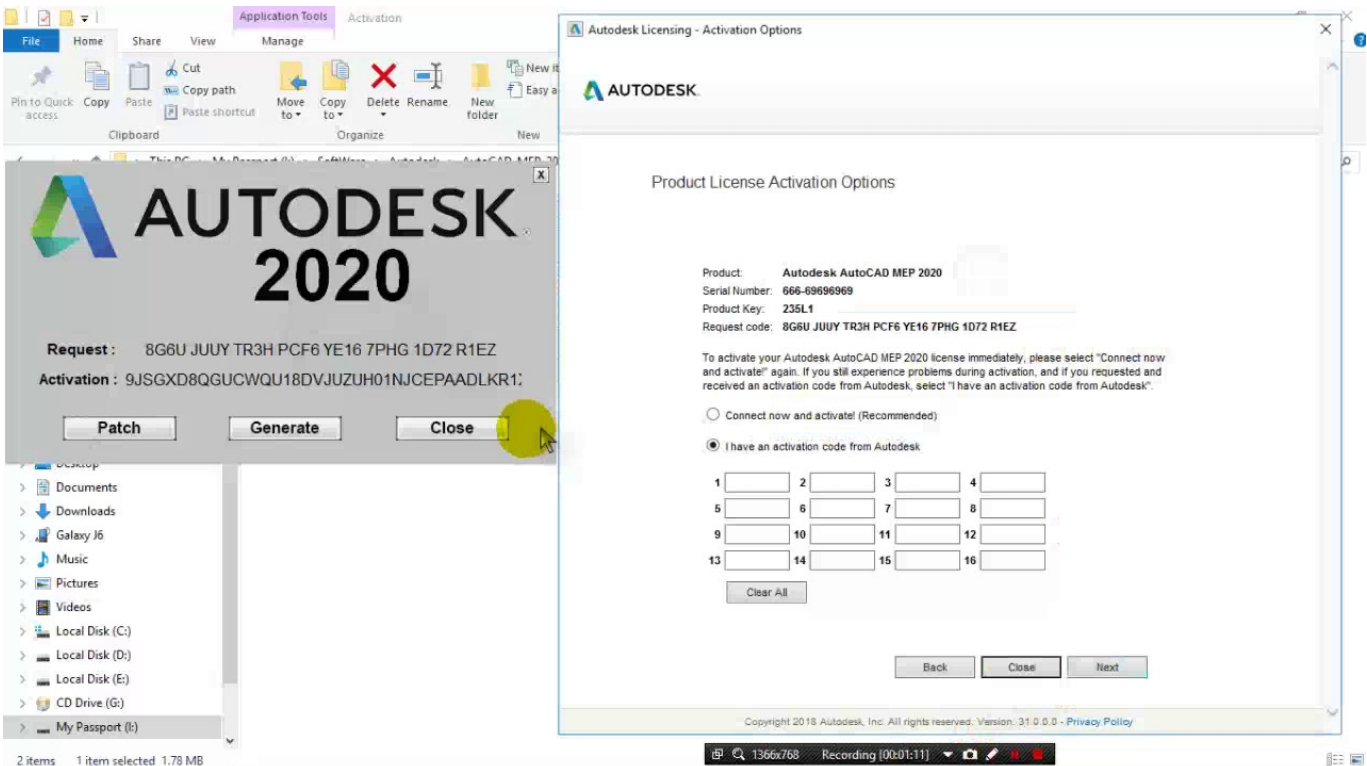 Application Tools
Activation
File
Home
Share
View
Manage
Pin to Quick access
Copy
Paste
Cut
Copy path
Paste shortcut
Move to
Copy to
Delete
Rename
New folder
New it
Easy a
Clipboard
Organize
New
AUTODESK
2020
X
Request : 8G6U JUUY TR3H PCF6 YE16 7PHG 1D72 R1EZ
Activation : 9JSGXD8QGUCWQU18DVJUZUH01NJCEPAADLKR1
Patch
Generate
Close
Desktop
Documents
Downloads
Galaxy J6
Music
Pictures
Videos
Local Disk (C:)
Local Disk (D:)
Local Disk (E:)
CD Drive (G:)
My Passport (I:)
2 items 1 item selected 1.78 MB
Autodesk Licensing - Activation Options
AUTODESK
Product License Activation Options
Product: Autodesk AutoCAD MEP 2020
Serial Number: 666-69696969
Product Key: 235L1
Request code: 8G6U JUUY TR3H PCF6 YE16 7PHG 1D72 R1EZ
To activate your Autodesk AutoCAD MEP 2020 license immediately, please select "Connect now
and activate!" again. If you still experience problems during activation, and if you requested and
received an activation code from Autodesk, select "I have an activation code from Autodesk".
Connect now and activate! (Recommended)
I have an activation code from Autodesk
1 2 3 4
5 6 7 8
9 10 11 12
13 14 15 16
Clear All
Back
Close
Next
Copyright 2018 Autodesk, Inc. All rights reserved. Version. 31.0.0.0 - Privacy Policy
1366x768 Recording [00:01:11]